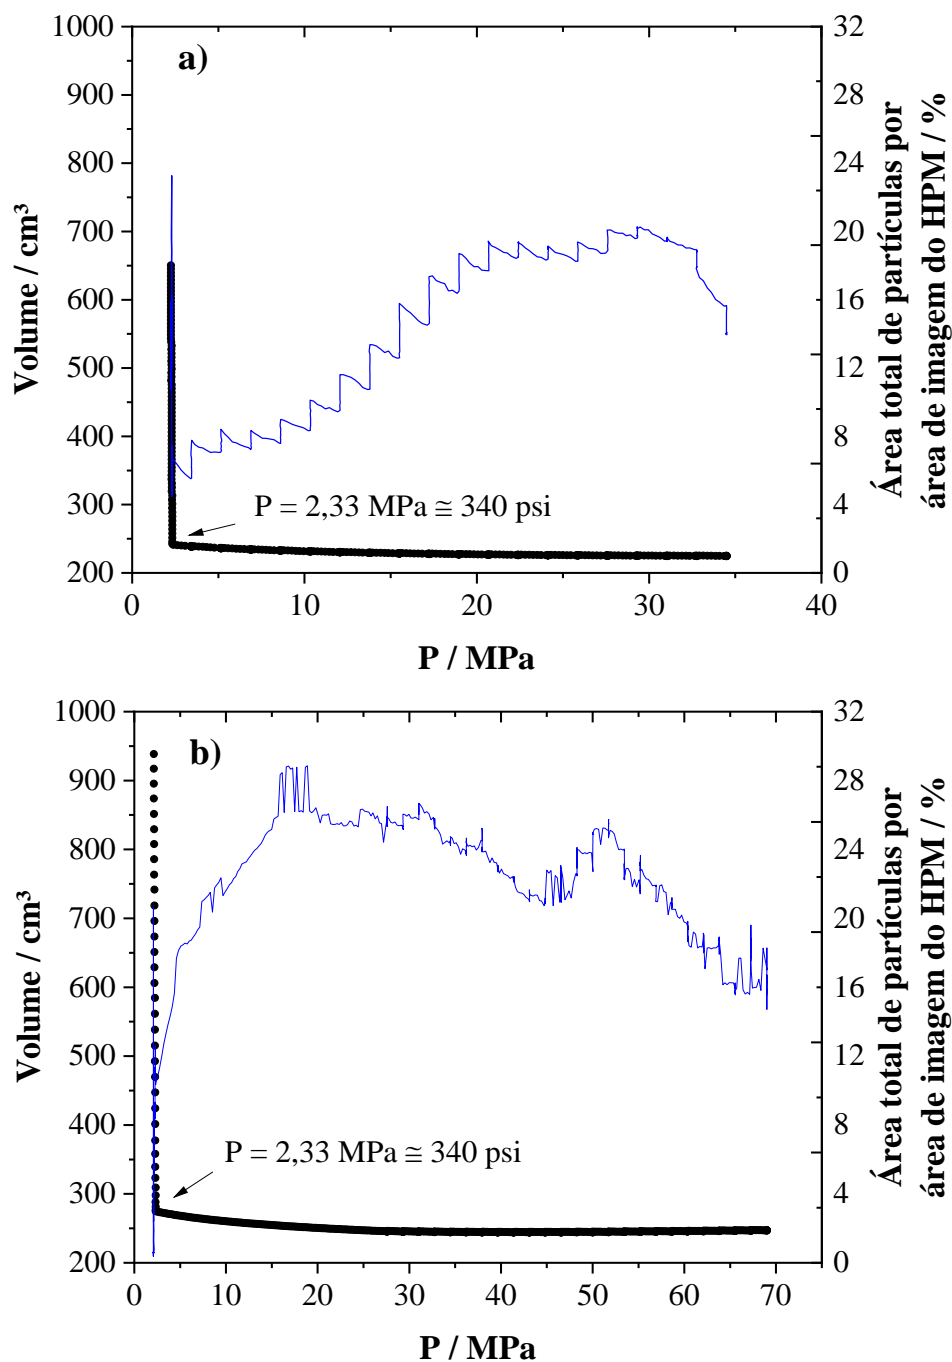 a)
1000
900
800
700
600
500
400
300
200
Volume / cm³
32
28
24
20
16
12
8
4
0
Área total de partículas por
área de imagem do HPM / %
P = 2,33 MPa ≅ 340 psi
0 10 20 30 40
P / MPa
b)
1000
900
800
700
600
500
400
300
200
Volume / cm³
32
28
24
20
16
12
8
4
0
Área total de partículas por
área de imagem do HPM / %
P = 2,33 MPa ≅ 340 psi
0 10 20 30 40 50 60 70
P / MPa